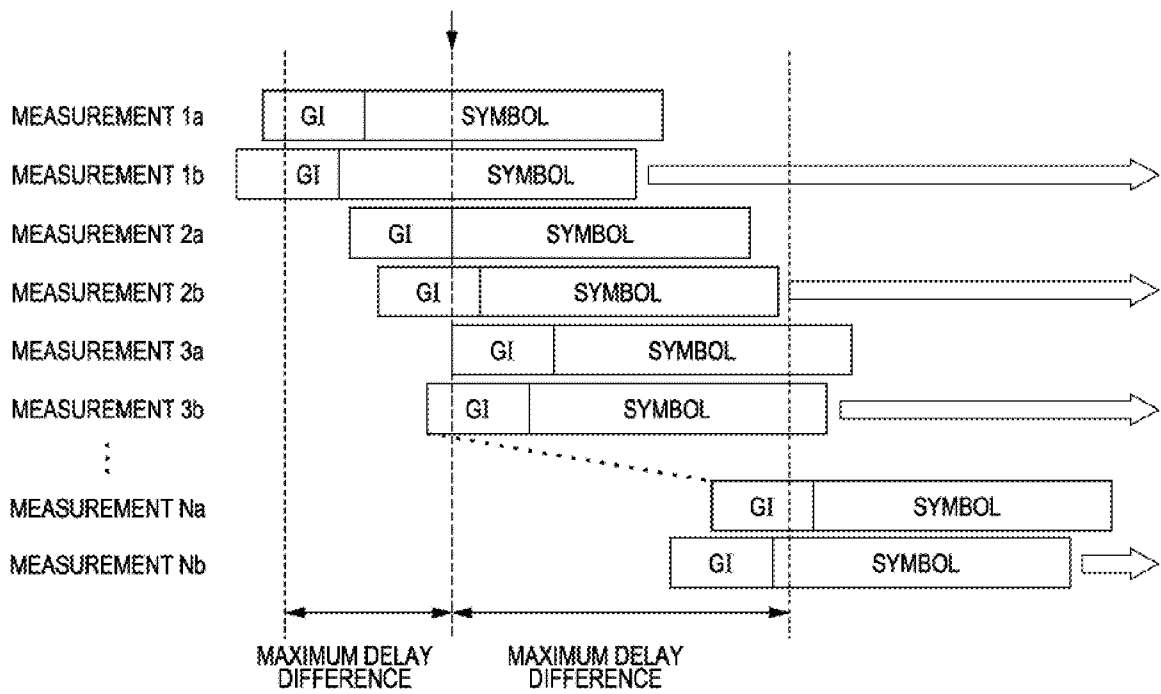 MEASUREMENT 1a GI SYMBOL
MEASUREMENT 1b GI SYMBOL
MEASUREMENT 2a GI SYMBOL
MEASUREMENT 2b GI SYMBOL
MEASUREMENT 3a GI SYMBOL
MEASUREMENT 3b GI SYMBOL
MEASUREMENT Na GI SYMBOL
MEASUREMENT Nb GI SYMBOL
MAXIMUM DELAY
DIFFERENCE
MAXIMUM DELAY
DIFFERENCE